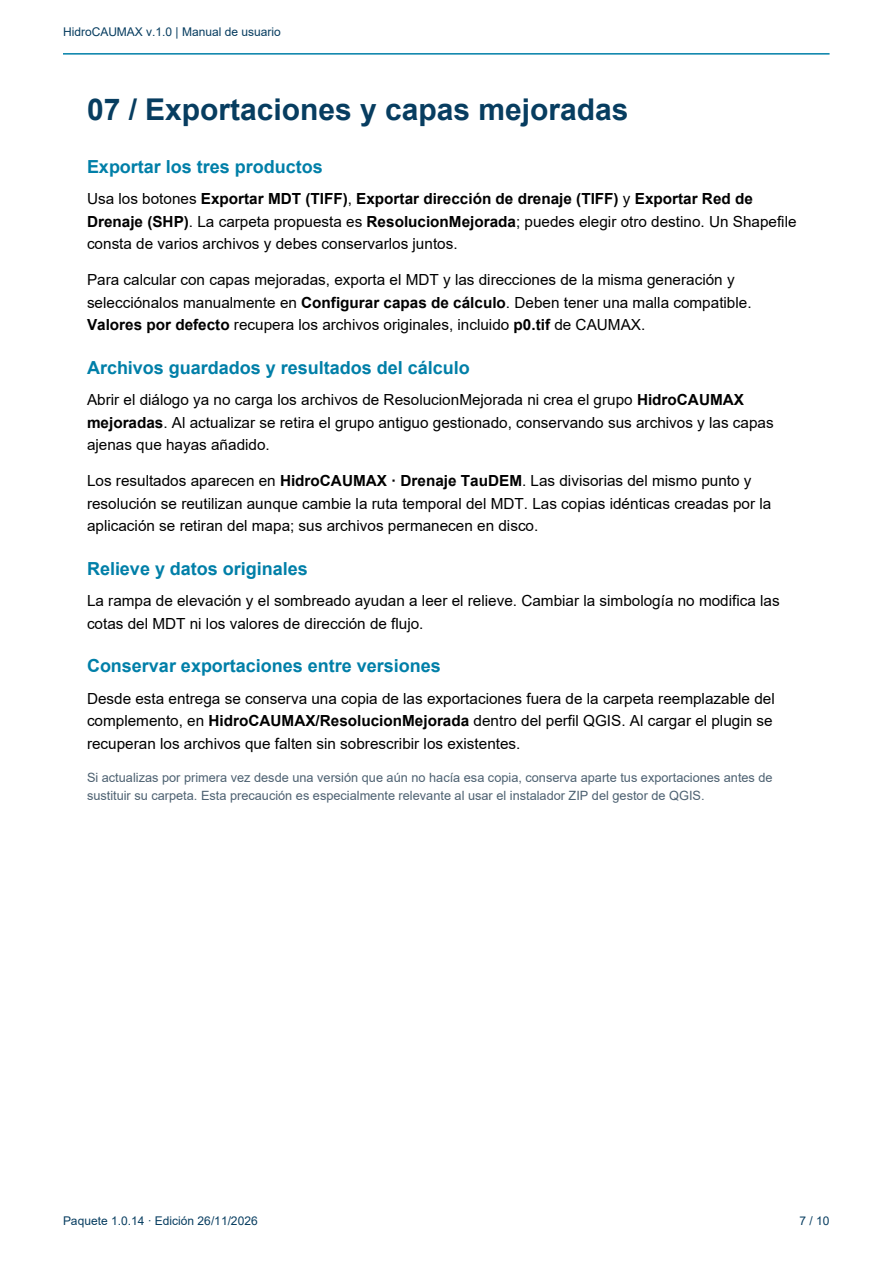 HidroCAUMAX v.1.0 | Manual de usuario
07 / Exportaciones y capas mejoradas
Exportar los tres productos
Usa los botones Exportar MDT (TIFF), Exportar dirección de drenaje (TIFF) y Exportar Red de
Drenaje (SHP). La carpeta propuesta es ResolucionMejorada; puedes elegir otro destino. Un Shapefile
consta de varios archivos y debes conservarlos juntos.
Para calcular con capas mejoradas, exporta el MDT y las direcciones de la misma generación y
selecciónalos manualmente en Configurar capas de cálculo. Deben tener una malla compatible.
Valores por defecto recupera los archivos originales, incluido p0.tif de CAUMAX.
Archivos guardados y resultados del cálculo
Abrir el diálogo ya no carga los archivos de ResolucionMejorada ni crea el grupo HidroCAUMAX
mejoradas. Al actualizar se retira el grupo antiguo gestionado, conservando sus archivos y las capas
ajenas que hayas añadido.
Los resultados aparecen en HidroCAUMAX · Drenaje TauDEM. Las divisorias del mismo punto y
resolución se reutilizan aunque cambie la ruta temporal del MDT. Las copias idénticas creadas por la
aplicación se retiran del mapa; sus archivos permanecen en disco.
Relieve y datos originales
La rampa de elevación y el sombreado ayudan a leer el relieve. Cambiar la simbología no modifica las
cotas del MDT ni los valores de dirección de flujo.
Conservar exportaciones entre versiones
Desde esta entrega se conserva una copia de las exportaciones fuera de la carpeta reemplazable del
complemento, en HidroCAUMAX/ResolucionMejorada dentro del perfil QGIS. Al cargar el plugin se
recuperan los archivos que falten sin sobrescribir los existentes.
Si actualizas por primera vez desde una versión que aún no hacía esa copia, conserva aparte tus exportaciones antes de
sustituir su carpeta. Esta precaución es especialmente relevante al usar el instalador ZIP del gestor de QGIS.
Paquete 1.0.14 · Edición 26/11/2026
7 / 10